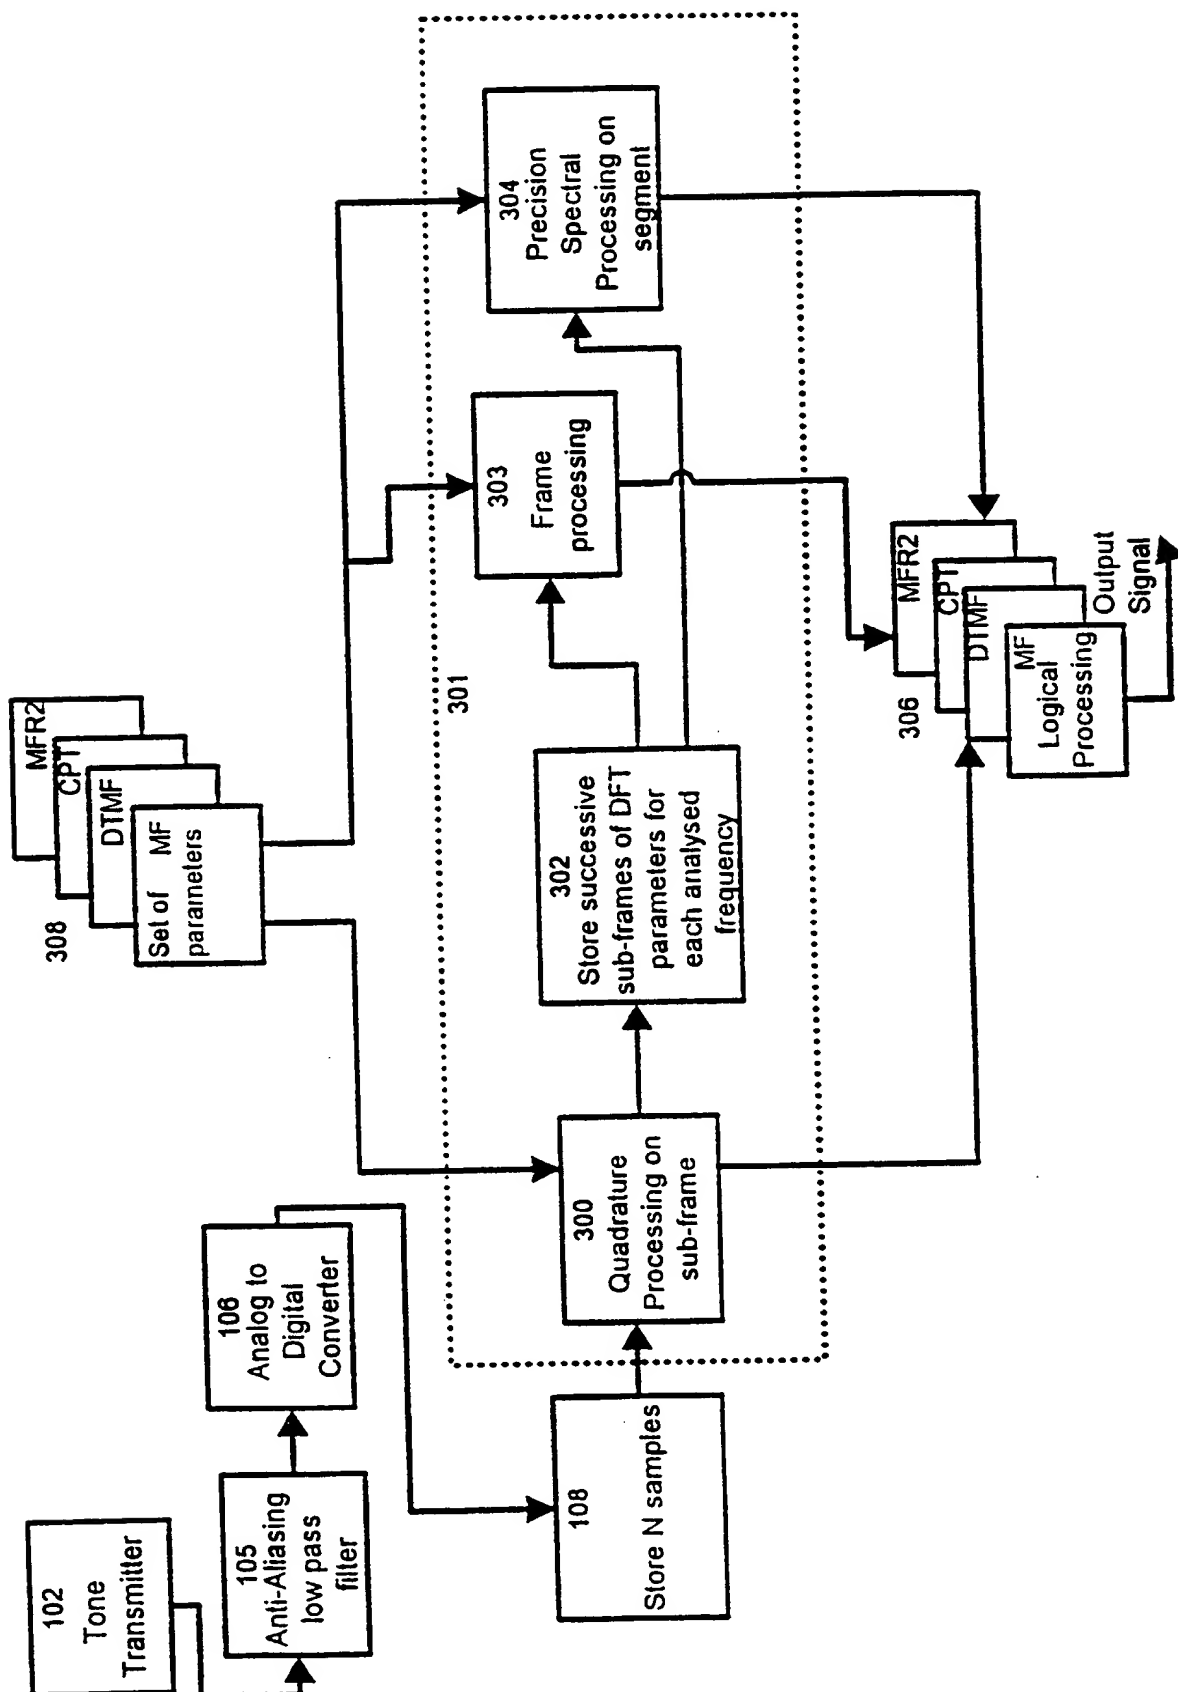 102
Tone
Transmitter
105
Anti-Aliasing
low pass
filter
106
Analog to
Digital
Converter
108
Store N samples
308
MFR2
CPT
DTMF
Set of MF
parameters
301
300
Quadrature
Processing on
sub-frame
302
Store successive
sub-frames of DFT
parameters for
each analysed
frequency
303
Frame
processing
304
Precision
Spectral
Processing on
segment
306
MFR2
CPT
DTMF
MF
Logical
Processing
Output
Signal